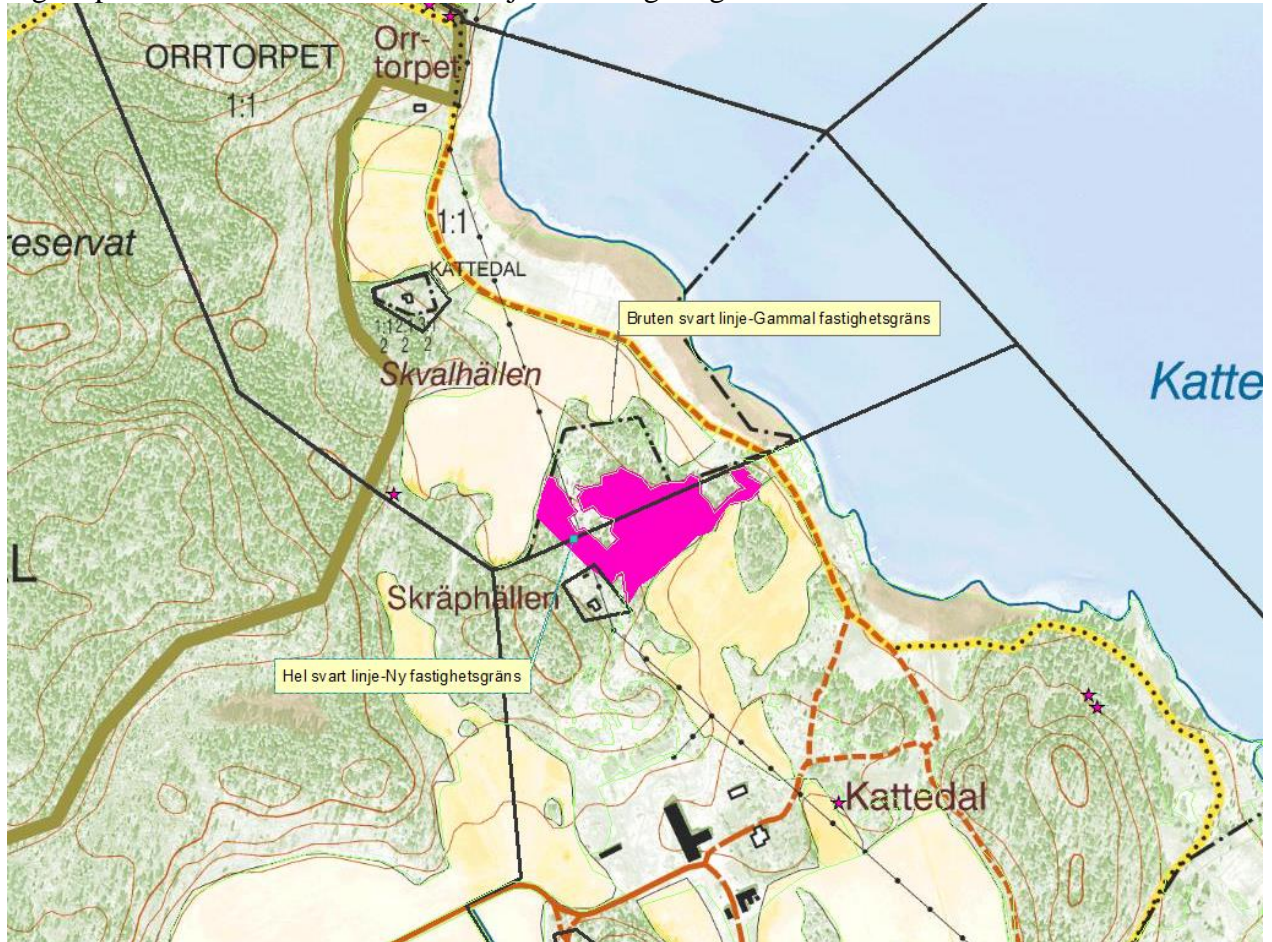 Orr-
torpet
ORRTORPET
1:1
reservat
1:1
KATTEDAL
Skvalhällen
Bruten svart linje-Gammal fastighetsgräns
Katte
L
Skräphällen
Hel svart linje-Ny fastighetsgräns
Kattedal